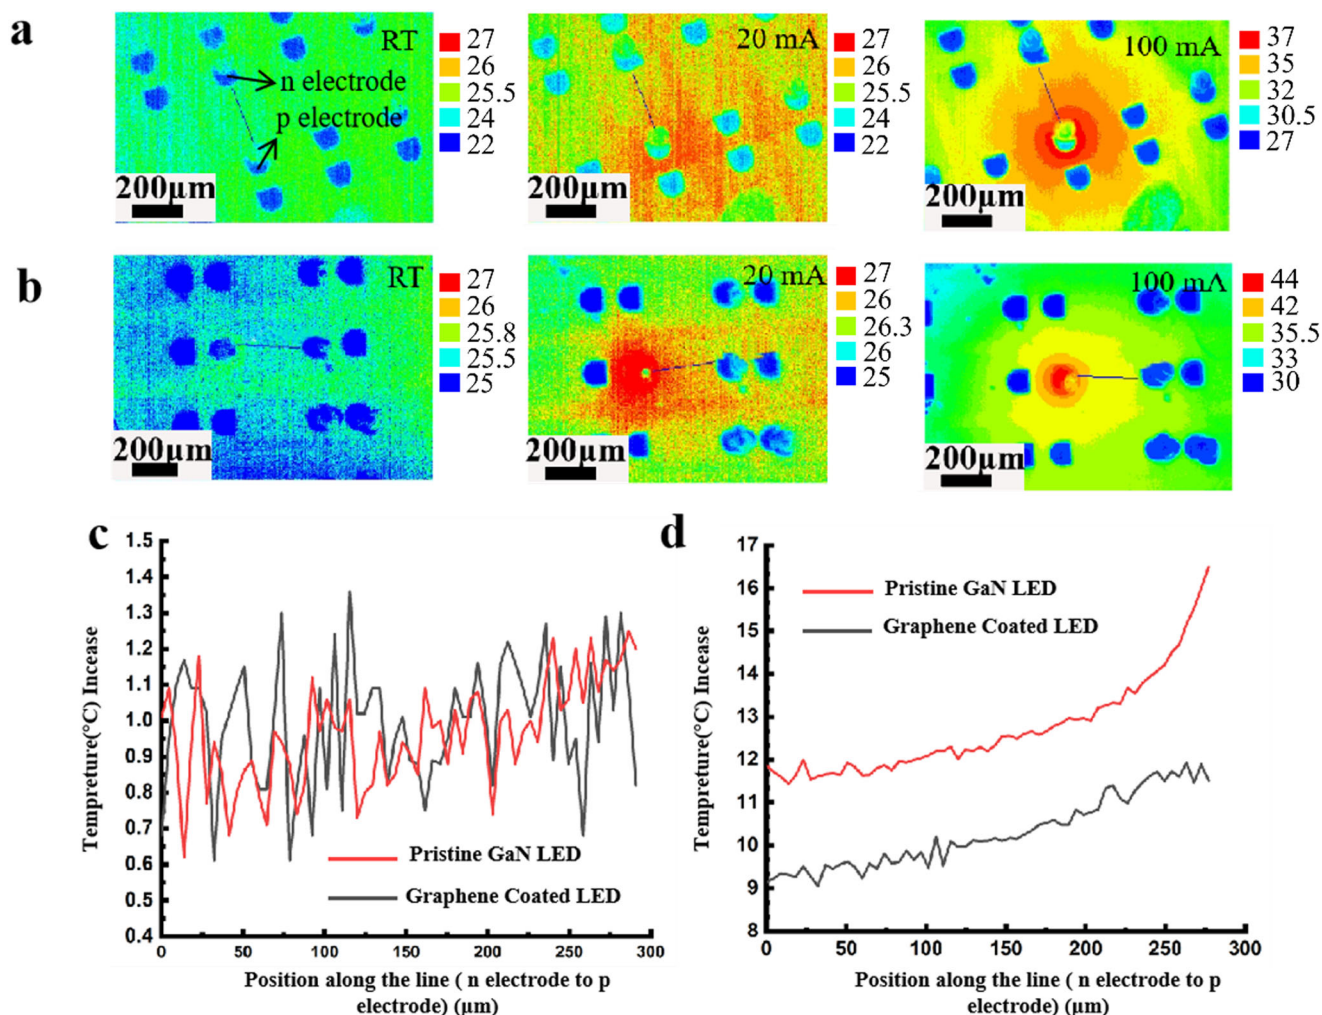 a
RT
n electrode
p electrode
200μm
27
26
25.5
24
22
20 mA
200μm
27
26
25.5
24
22
100 mA
200μm
37
35
32
30.5
27
b
RT
200μm
27
26
25.8
25.5
25
20 mA
200μm
27
26
26.3
26
25
100 mA
200μm
44
42
35.5
33
30
c
Tempreture(°C) Incease
1.5
1.4
1.3
1.2
1.1
1.0
0.9
0.8
0.7
0.6
0.5
0.4
Pristine GaN LED
Graphene Coated LED
0 50 100 150 200 250 300
Position along the line ( n electrode to p
electrode) (μm)
d
Tempreture(°C) Incease
17
16
15
14
13
12
11
10
9
8
Pristine GaN LED
Graphene Coated LED
0 50 100 150 200 250 300
Position along the line ( n electrode to p
electrode) (μm)